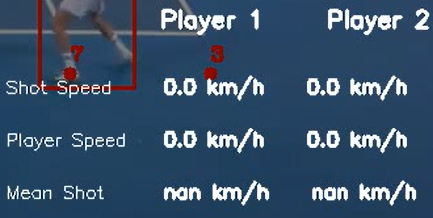 Player 1 Player 2
7 3
Shot Speed 0.0 km/h 0.0 km/h
Player Speed 0.0 km/h 0.0 km/h
Mean Shot nan km/h nan km/h